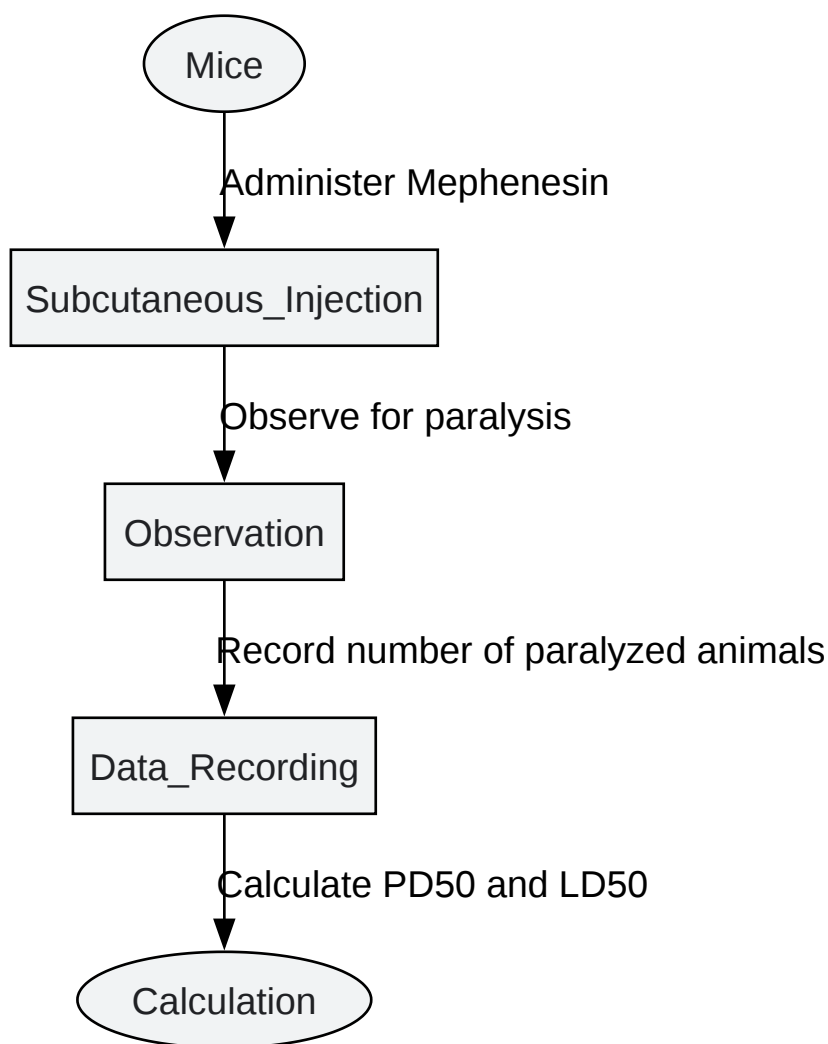 Mice
Administer Mephenesin
Subcutaneous_Injection
Observe for paralysis
Observation
Record number of paralyzed animals
Data_Recording
Calculate PD50 and LD50
Calculation